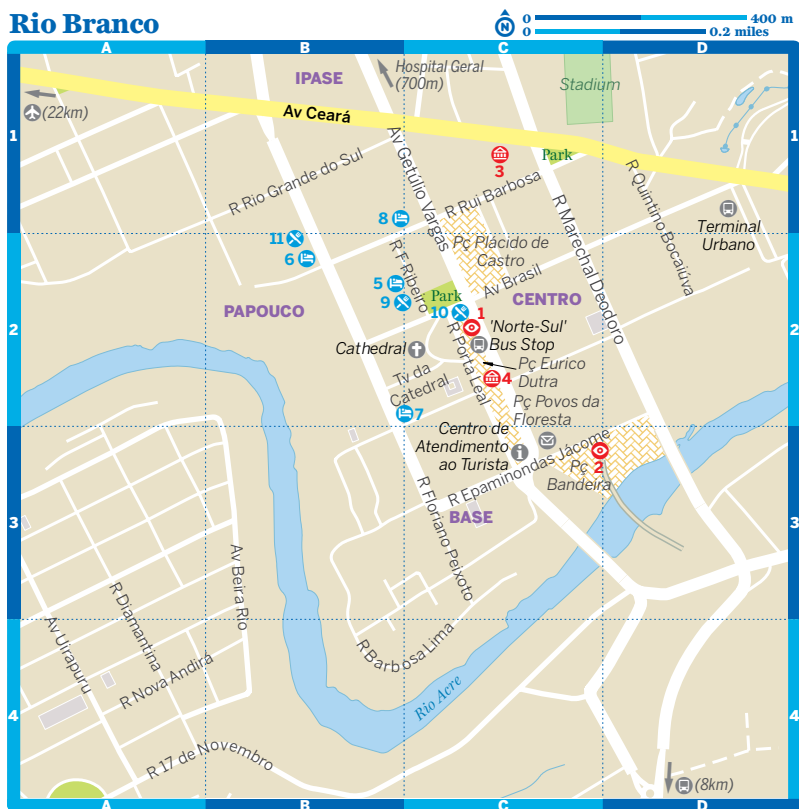 Rio Branco
N
0 400 m
0 0.2 miles
A B C D
IPASE
Hospital Geral
(700m)
Stadium
(22km)
Av Ceará
1 1
Av Getúlio Vargas
3
Park
R Rio Grande do Sul
R Rui Barbosa
R Quintino Bocaiúva
R Marechal Deodoro
8
Terminal
Urbano
11
6
R F Ribeiro
Pç Plácido de
Castro
5
9
Park
Av Brasil
CENTRO
PAPOUCO
10
1
2 2
'Norte-Sul'
Bus Stop
Cathedral
R Porta Leal
Pç Eurico
Dutra
Tv da
Catedral
4
7
Pç Povos da
Floresta
Centro de
Atendimento
ao Turista
R Epaminondas Jácome
2
Pç
Bandeira
R Floriano Peixoto
BASE
3 3
Av Beira Rio
R Diamantina
Av Uirapuru
R Nova Andirá
R Barbosa Lima
Rio Acre
4 4
R 17 de Novembro
(8km)
A B C D